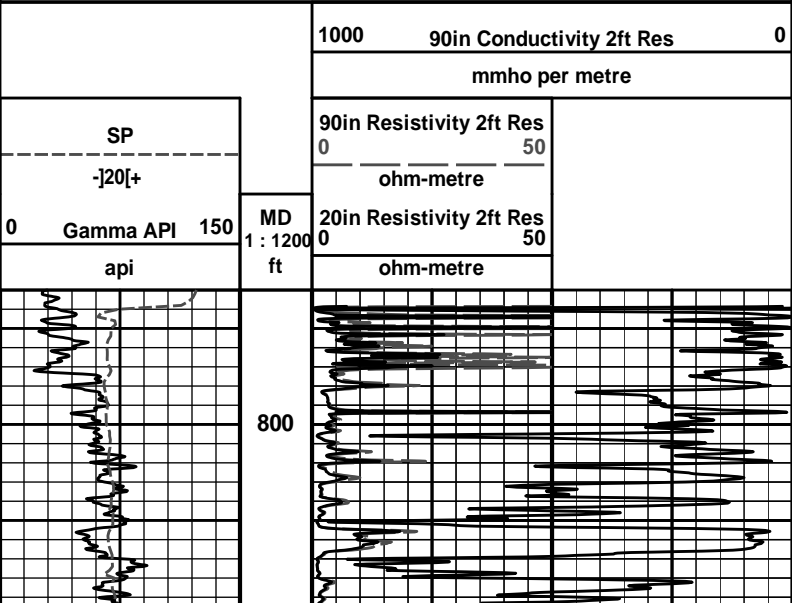 1000 90in Conductivity 2ft Res 0
mmho per metre
SP
-]20[+
0 Gamma API 150
api
MD
1 : 1200
ft
90in Resistivity 2ft Res
0 50
ohm-metre
20in Resistivity 2ft Res
0 50
ohm-metre
800